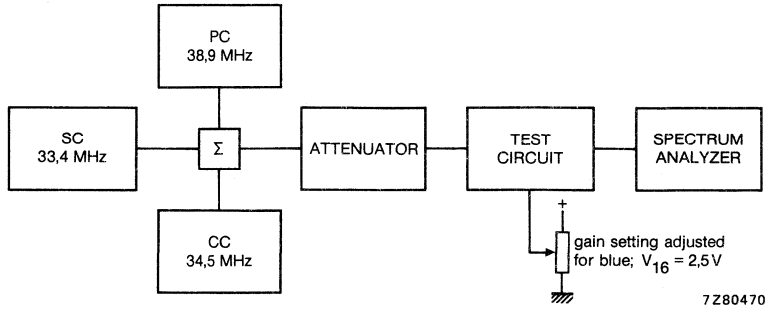 PC
38,9 MHz
SC
33,4 MHz
Σ
ATTENUATOR
TEST
CIRCUIT
SPECTRUM
ANALYZER
CC
34,5 MHz
+
gain setting adjusted
for blue; V16 = 2,5 V
7Z80470